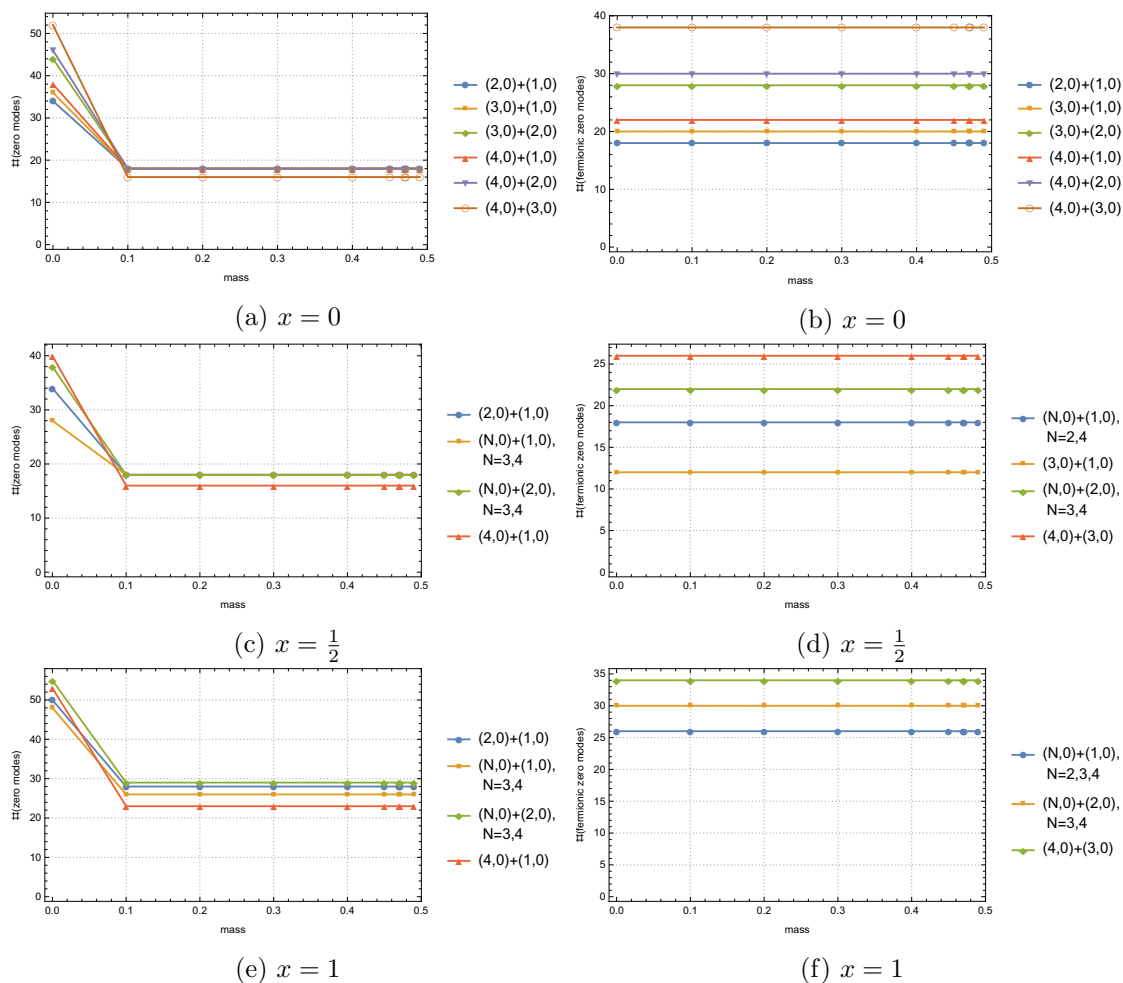 50
40
30
20
10
0
♯(zero modes)
0.0 0.1 0.2 0.3 0.4 0.5
mass
(2,0)+(1,0)
(3,0)+(1,0)
(3,0)+(2,0)
(4,0)+(1,0)
(4,0)+(2,0)
(4,0)+(3,0)
(a) x = 0
40
30
20
10
0
♯(fermionic zero modes)
0.0 0.1 0.2 0.3 0.4 0.5
mass
(2,0)+(1,0)
(3,0)+(1,0)
(3,0)+(2,0)
(4,0)+(1,0)
(4,0)+(2,0)
(4,0)+(3,0)
(b) x = 0
40
30
20
10
0
♯(zero modes)
0.0 0.1 0.2 0.3 0.4 0.5
mass
(2,0)+(1,0)
(N,0)+(1,0),
N=3,4
(N,0)+(2,0),
N=3,4
(4,0)+(1,0)
(c) x = 1/2
25
20
15
10
5
0
♯(fermionic zero modes)
0.0 0.1 0.2 0.3 0.4 0.5
mass
(N,0)+(1,0),
N=2,4
(3,0)+(1,0)
(N,0)+(2,0),
N=3,4
(4,0)+(3,0)
(d) x = 1/2
50
40
30
20
10
0
♯(zero modes)
0.0 0.1 0.2 0.3 0.4 0.5
mass
(2,0)+(1,0)
(N,0)+(1,0),
N=3,4
(N,0)+(2,0),
N=3,4
(4,0)+(1,0)
(e) x = 1
35
30
25
20
15
10
5
0
♯(fermionic zero modes)
0.0 0.1 0.2 0.3 0.4 0.5
mass
(N,0)+(1,0),
N=2,3,4
(N,0)+(2,0),
N=3,4
(4,0)+(3,0)
(f) x = 1